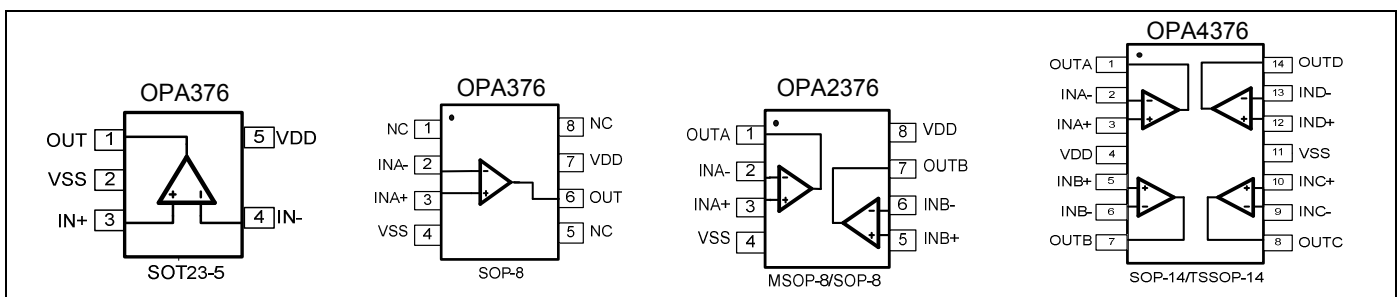 OPA376
OUT 1
VSS 2
IN+ 3
5 VDD
4 IN-
SOT23-5
OPA376
NC 1
INA- 2
INA+ 3
VSS 4
8 NC
7 VDD
6 OUT
5 NC
- +
SOP-8
OPA2376
OUTA 1
INA- 2
INA+ 3
VSS 4
8 VDD
7 OUTB
6 INB-
5 INB+
- +
- +
MSOP-8/SOP-8
OPA4376
OUTA 1
INA- 2
INA+ 3
VDD 4
INB+ 5
INB- 6
OUTB 7
14 OUTD
13 IND-
12 IND+
11 VSS
10 INC+
9 INC-
8 OUTC
SOP-14/TSSOP-14